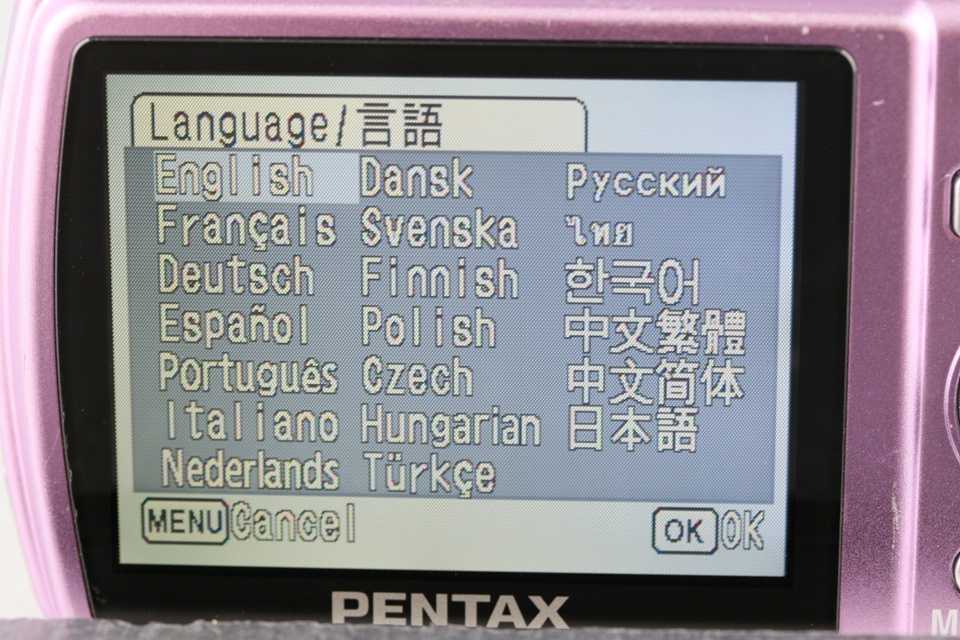 Language/言語
English Dansk Русский
Français Svenska ไทย
Deutsch Finnish 한국어
Español Polish 中文繁體
Português Czech 中文简体
Italiano Hungarian 日本語
Nederlands Türkçe
MENU Cancel OK OK
PENTAX